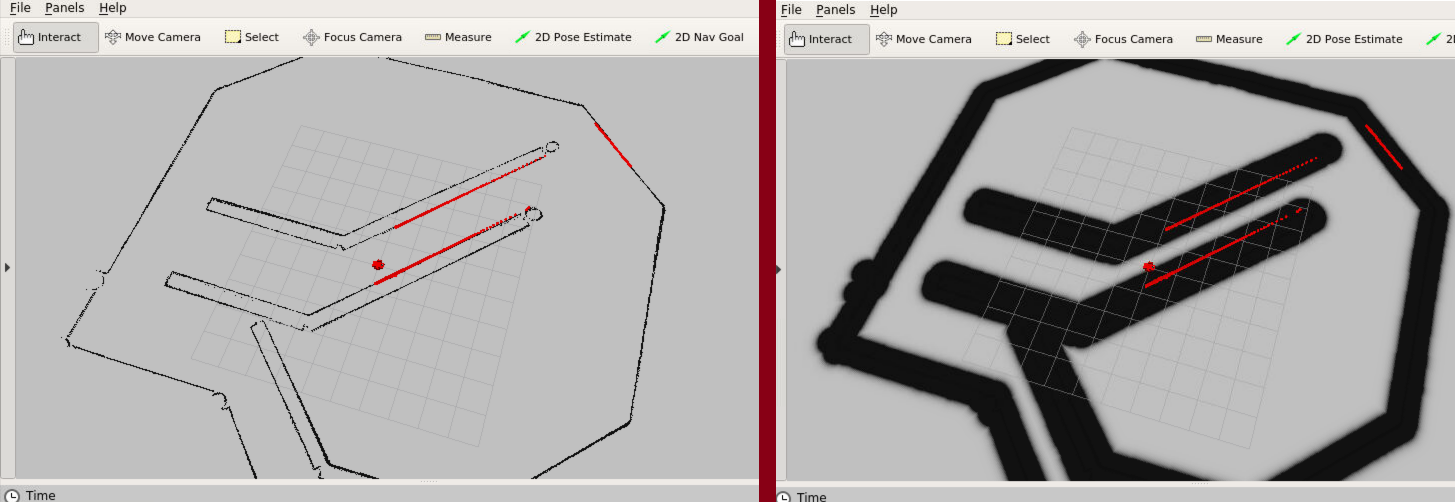 File Panels Help
Interact Move Camera Select Focus Camera Measure 2D Pose Estimate 2D Nav Goal
Time
File Panels Help
Interact Move Camera Select Focus Camera Measure 2D Pose Estimate 2
Time